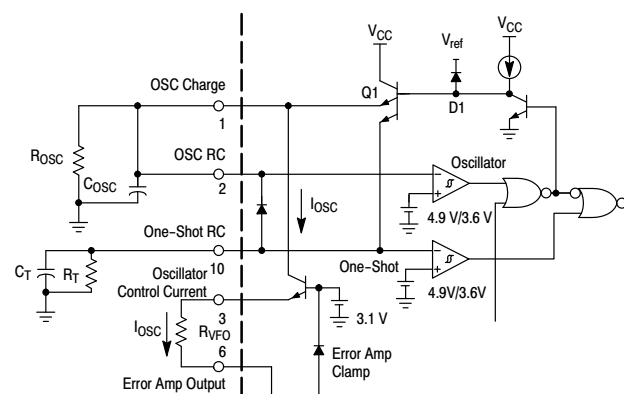 VCC
Vref
VCC
OSC Charge
Q1
D1
1
ROSC
COSC
OSC RC
2
Oscillator
4.9 V/3.6 V
IOSC
One-Shot RC
CT
RT
10
One-Shot
4.9V/3.6V
Oscillator
Control Current
3
3.1 V
IOSC
RVFO
6
Error Amp
Clamp
Error Amp Output